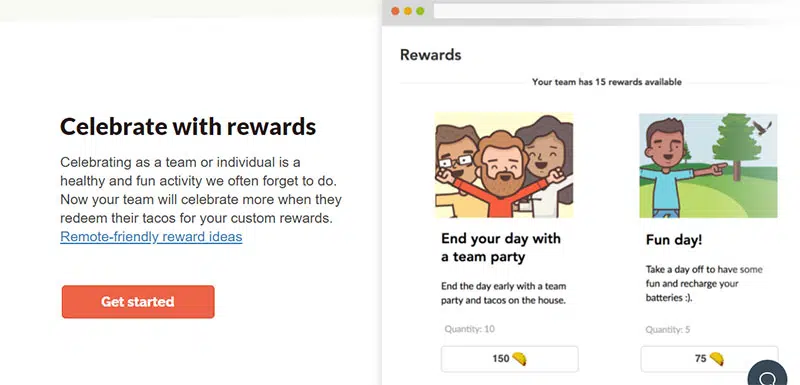 Celebrate with rewards
Celebrating as a team or individual is a
healthy and fun activity we often forget to do.
Now your team will celebrate more when they
redeem their tacos for your custom rewards.
Remote-friendly reward ideas
Get started
Rewards
Your team has 15 rewards available
End your day with
a team party
End the day early with a team
party and tacos on the house.
Quantity: 10
150
Fun day!
Take a day off to have some
fun and recharge your
batteries :).
Quantity: 5
75